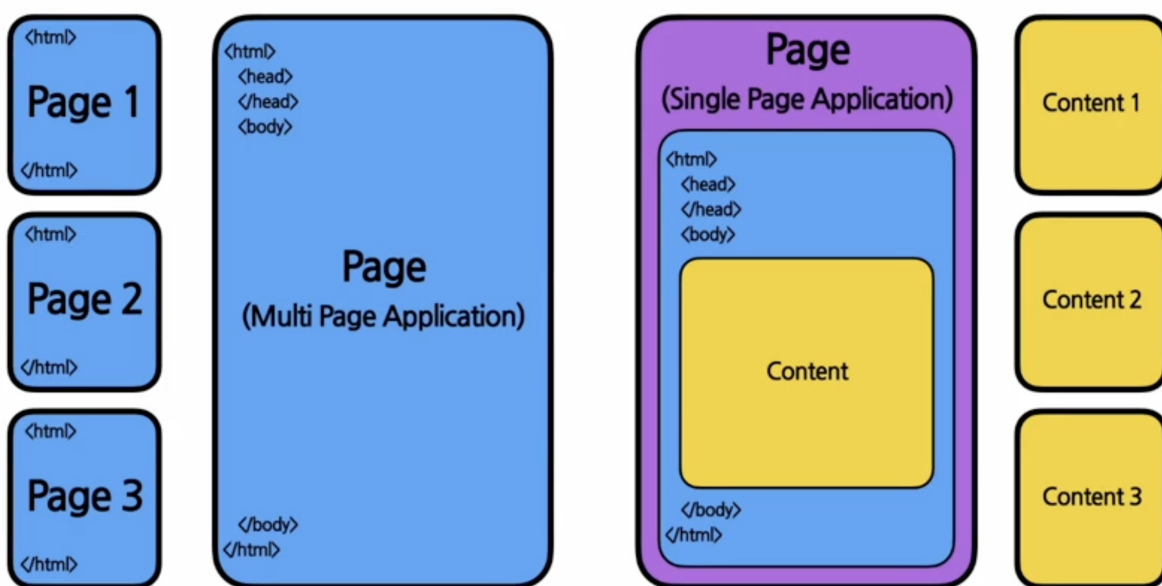 <html>
Page 1
</html>
<html>
Page 2
</html>
<html>
Page 3
</html>
<html>
<head>
</head>
<body>
Page
(Multi Page Application)
</body>
</html>
Page
(Single Page Application)
<html>
<head>
</head>
<body>
Content
</body>
</html>
Content 1
Content 2
Content 3